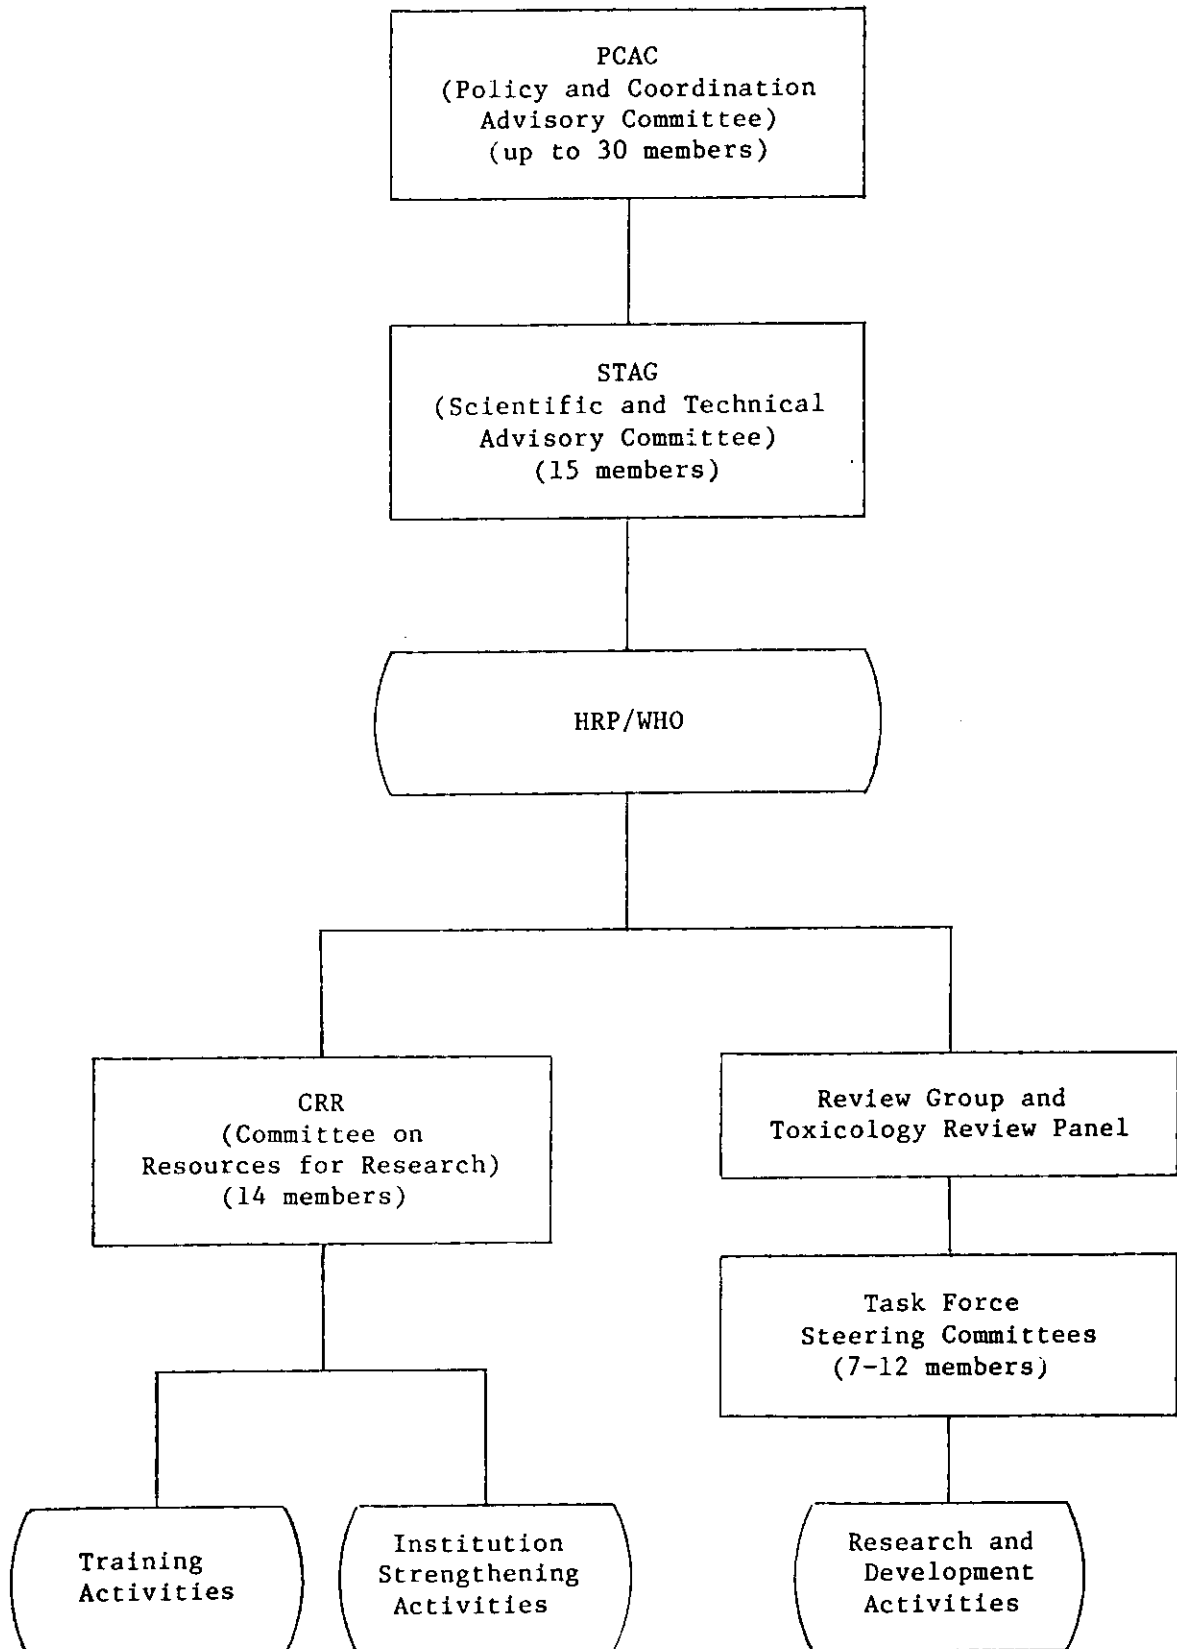 PCAC
(Policy and Coordination
Advisory Committee)
(up to 30 members)
STAG
(Scientific and Technical
Advisory Committee)
(15 members)
HRP/WHO
CRR
(Committee on
Resources for Research)
(14 members)
Review Group and
Toxicology Review Panel
Task Force
Steering Committees
(7-12 members)
Training
Activities
Institution
Strengthening
Activities
Research and
Development
Activities